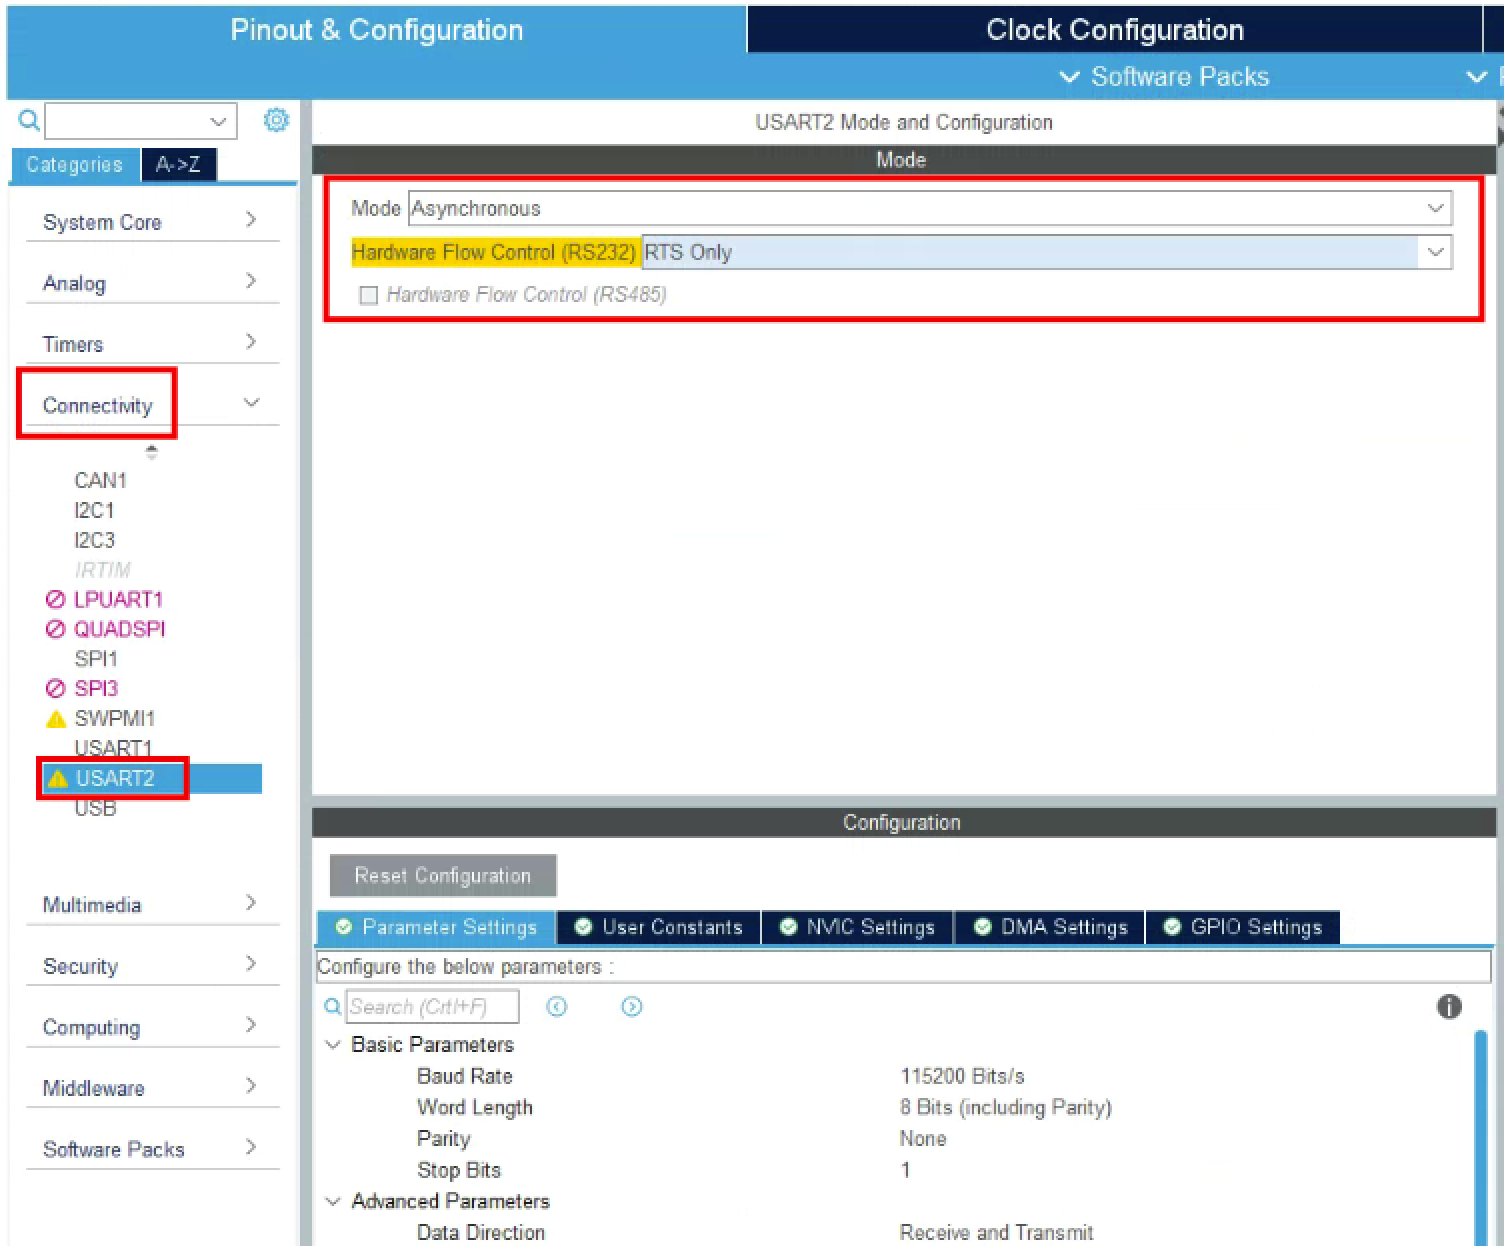 Pinout & Configuration
Clock Configuration
Software Packs
Categories
A->Z
System Core
Analog
Timers
Connectivity
CAN1
I2C1
I2C3
IRTIM
LPUART1
QUADSPI
SPI1
SPI3
SWPMI1
USART1
USART2
USB
Multimedia
Security
Computing
Middleware
Software Packs
USART2 Mode and Configuration
Mode
Mode Asynchronous
Hardware Flow Control (RS232) RTS Only
Hardware Flow Control (RS485)
Configuration
Reset Configuration
Parameter Settings
User Constants
NVIC Settings
DMA Settings
GPIO Settings
Configure the below parameters :
Search (Crtl+F)
Basic Parameters
Baud Rate 115200 Bits/s
Word Length 8 Bits (including Parity)
Parity None
Stop Bits 1
Advanced Parameters
Data Direction Receive and Transmit